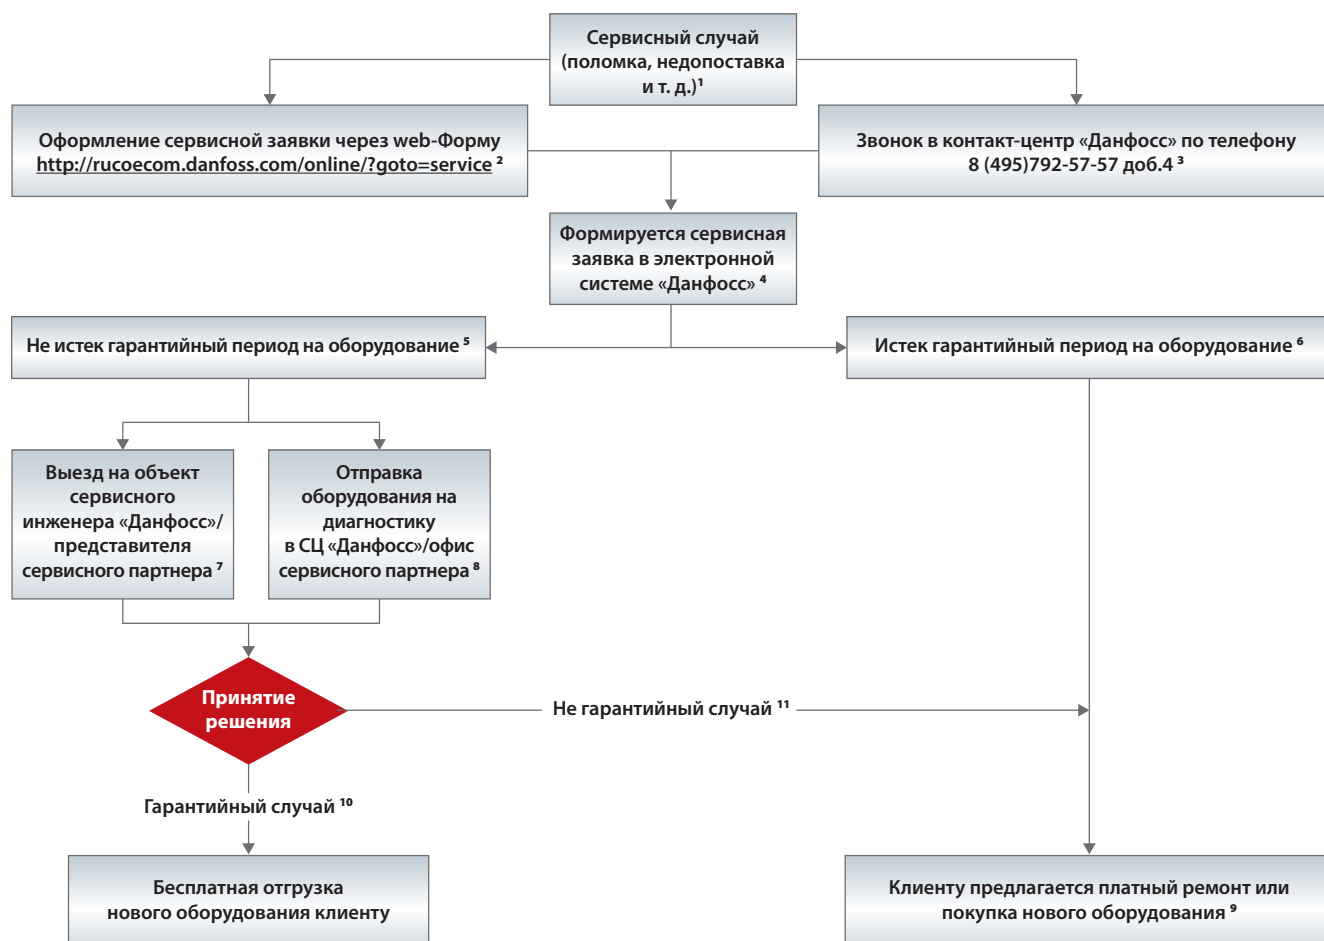 Сервисный случай
(поломка, недопоставка
и т. д.)¹
Оформление сервисной заявки через web-Форму
http://rucoecom.danfoss.com/online/?goto=service ²
Звонок в контакт-центр «Данфосс» по телефону
8 (495)792-57-57 доб.4 ³
Формируется сервисная
заявка в электронной
системе «Данфосс» ⁴
Не истек гарантийный период на оборудование ⁵
Истек гарантийный период на оборудование ⁶
Выезд на объект
сервисного
инженера «Данфосс»/
представителя
сервисного партнера ⁷
Отправка
оборудования на
диагностику
в СЦ «Данфосс»/офис
сервисного партнера ⁸
Принятие
решения
Не гарантийный случай ¹¹
Гарантийный случай ¹⁰
Бесплатная отгрузка
нового оборудования клиенту
Клиенту предлагается платный ремонт или
покупка нового оборудования ⁹